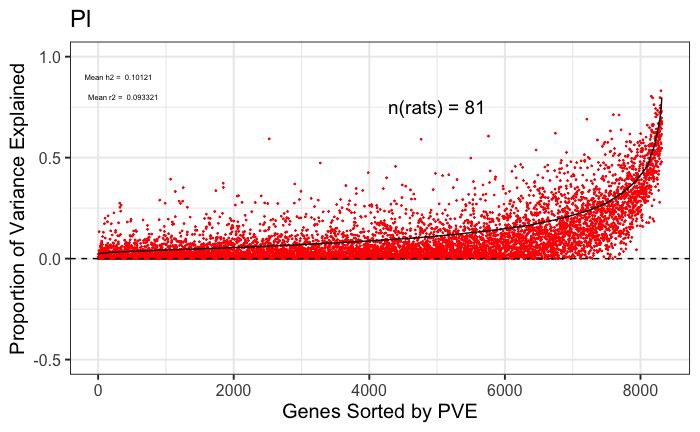 Pl
Mean h2 = 0.10121
Mean r2 = 0.093321
n(rats) = 81
Proportion of Variance Explained
1.0
0.5
0.0
-0.5
0 2000 4000 6000 8000
Genes Sorted by PVE